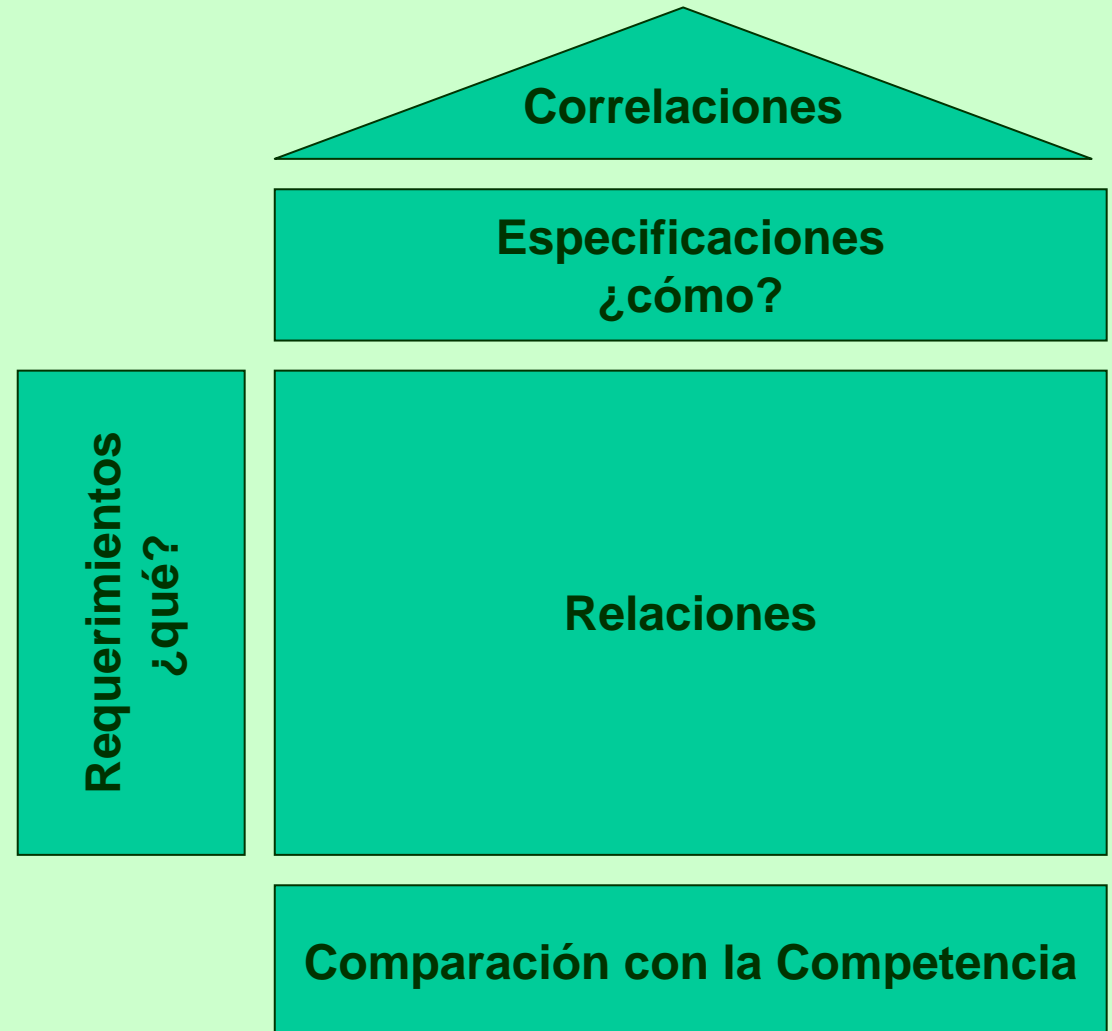 Correlaciones
Especificaciones
¿cómo?
Requerimientos
¿qué?
Relaciones
Comparación con la Competencia